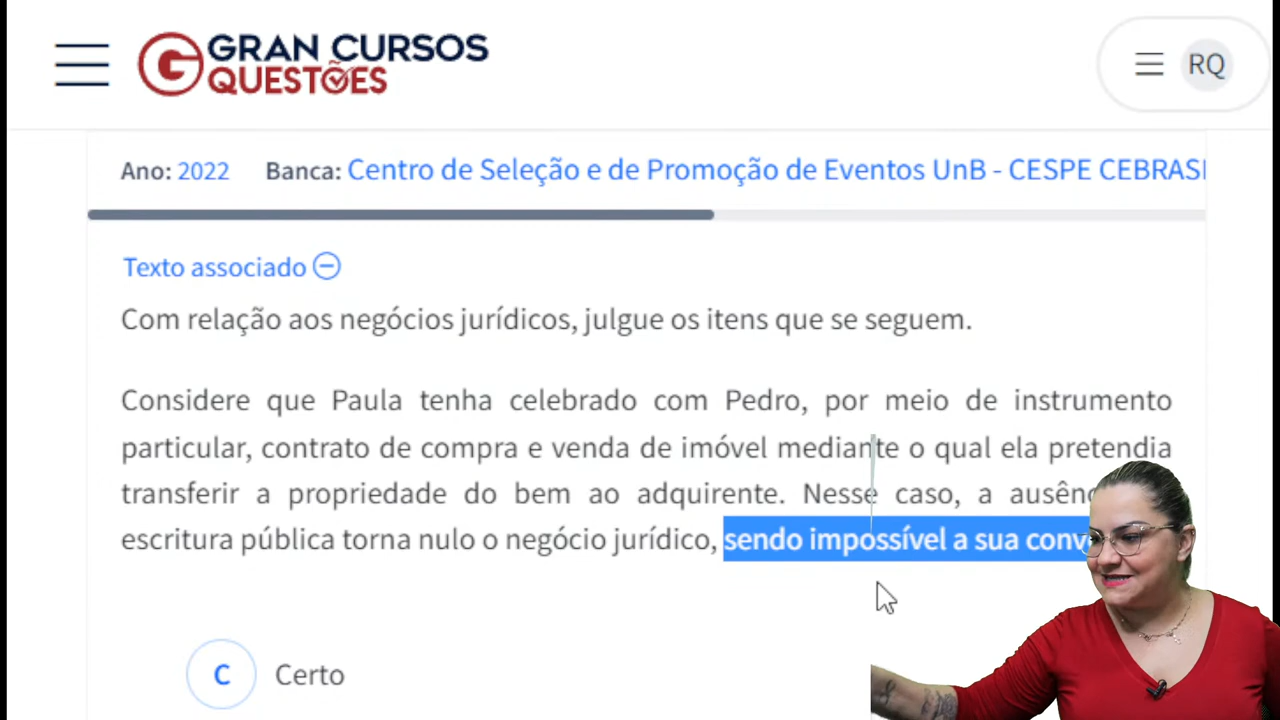 GRAN CURSOS
QUESTÕES
RQ
Ano: 2022 Banca: Centro de Seleção e de Promoção de Eventos UnB - CESPE
Texto associado
Com relação aos negócios jurídicos, julgue os itens que se seguem.
Considere que Paula tenha celebrado com Pedro, por meio de instrumento
particular, contrato de compra e venda de imóvel mediante o qual ela pretendia
transferir a propriedade do bem ao adquirente. Nesse caso, a
escritura pública torna nulo o negócio jurídico, sendo impossível a sua
C Certo